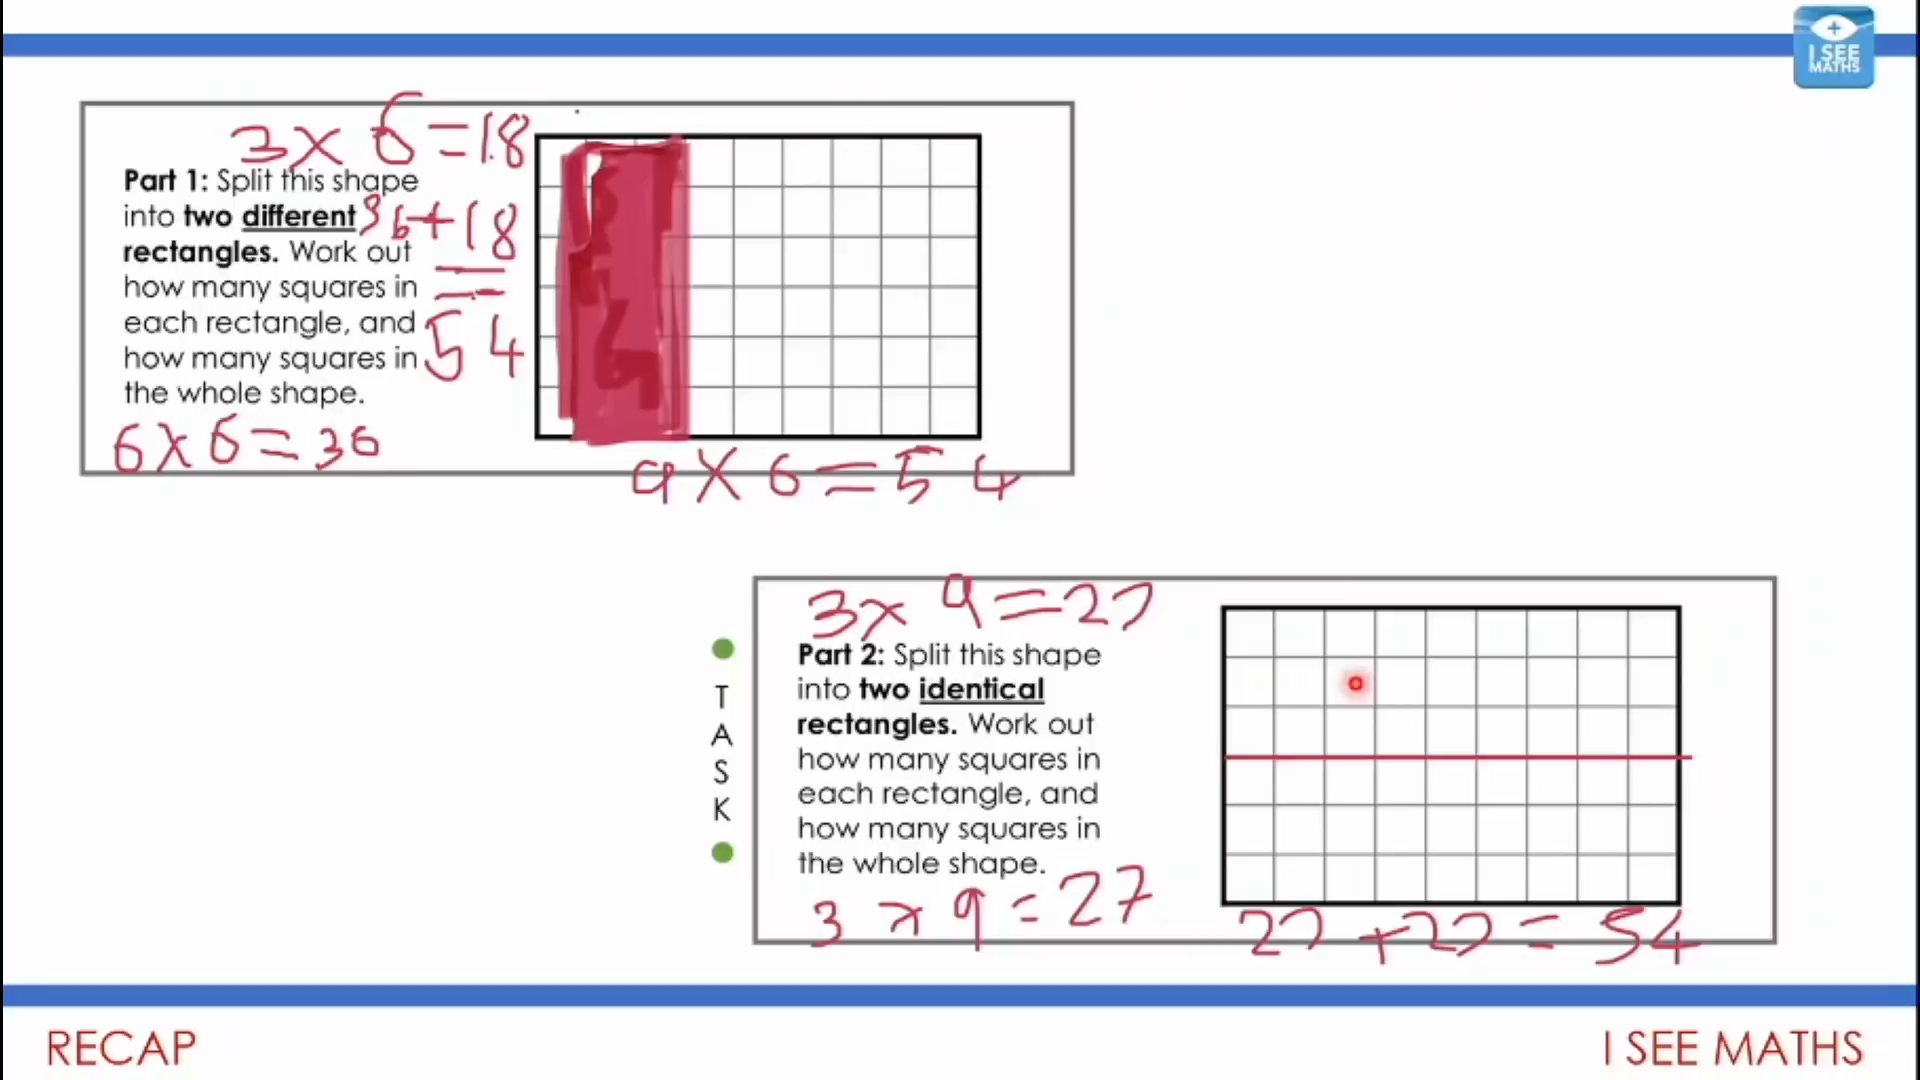 I SEE
MATHS
3 x 6 = 18
Part 1: Split this shape
into two different
rectangles. Work out
how many squares in
each rectangle, and
how many squares in
the whole shape.
36 + 18
=
54
6 x 6 = 36
9 x 6 = 54
TASK
3 x 9 = 27
Part 2: Split this shape
into two identical
rectangles. Work out
how many squares in
each rectangle, and
how many squares in
the whole shape.
3 x 9 = 27
27 + 27 = 54
RECAP
I SEE MATHS